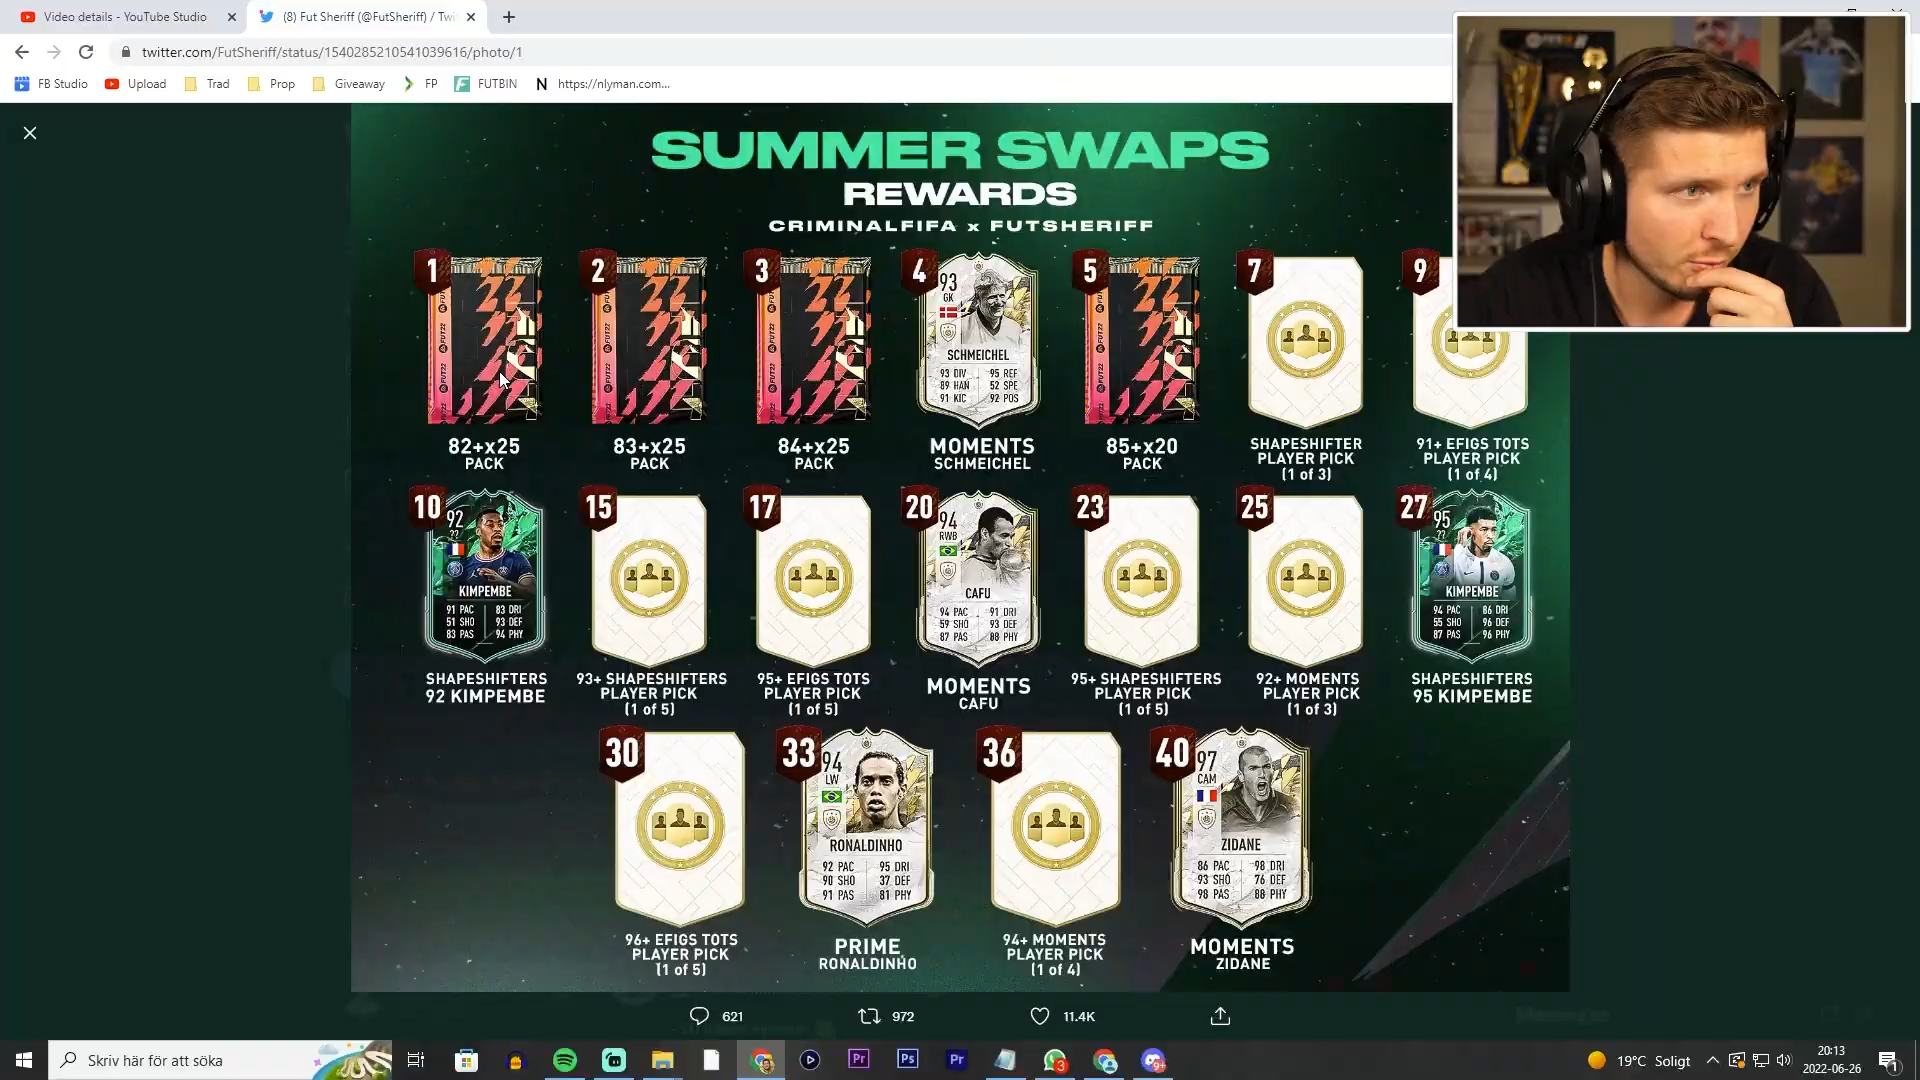 Video details - YouTube Studio
(8) Fut Sheriff (@FutSheriff) / Twi
twitter.com/FutSheriff/status/1540285210541039616/photo/1
FB Studio
Upload
Trad
Prop
Giveaway
FP
FUTBIN
https://nlyman.com...
SUMMER SWAPS
REWARDS
CRIMINALFIFA x FUTSHERIFF
1
82+x25
PACK
2
83+x25
PACK
3
84+x25
PACK
4
93
GK
SCHMEICHEL
93 DIV 95 REF
89 HAN 52 SPE
91 KIC 92 POS
MOMENTS
SCHMEICHEL
5
85+x20
PACK
7
SHAPESHIFTER
PLAYER PICK
(1 of 3)
9
91+ EFIGS TOTS
PLAYER PICK
(1 of 4)
10
92
??
KIMPEMBE
91 PAC 83 DRI
51 SHO 93 DEF
83 PAS 94 PHY
SHAPESHIFTERS
92 KIMPEMBE
15
93+ SHAPESHIFTERS
PLAYER PICK
(1 of 5)
17
95+ EFIGS TOTS
PLAYER PICK
(1 of 5)
20
94
RWB
CAFU
94 PAC 91 DRI
59 SHO 93 DEF
87 PAS 88 PHY
MOMENTS
CAFU
23
95+ SHAPESHIFTERS
PLAYER PICK
(1 of 5)
25
92+ MOMENTS
PLAYER PICK
(1 of 3)
27
95
??
KIMPEMBE
94 PAC 86 DRI
55 SHO 96 DEF
87 PAS 96 PHY
SHAPESHIFTERS
95 KIMPEMBE
30
96+ EFIGS TOTS
PLAYER PICK
(1 of 5)
33
94
LW
RONALDINHO
92 PAC 95 DRI
90 SHO 37 DEF
91 PAS 81 PHY
PRIME
RONALDINHO
36
94+ MOMENTS
PLAYER PICK
(1 of 4)
40
97
CAM
ZIDANE
86 PAC 98 DRI
93 SHO 76 DEF
98 PAS 88 PHY
MOMENTS
ZIDANE
621
972
11.4K
Skriv här för att söka
19°C Soligt
20:13
2022-06-26